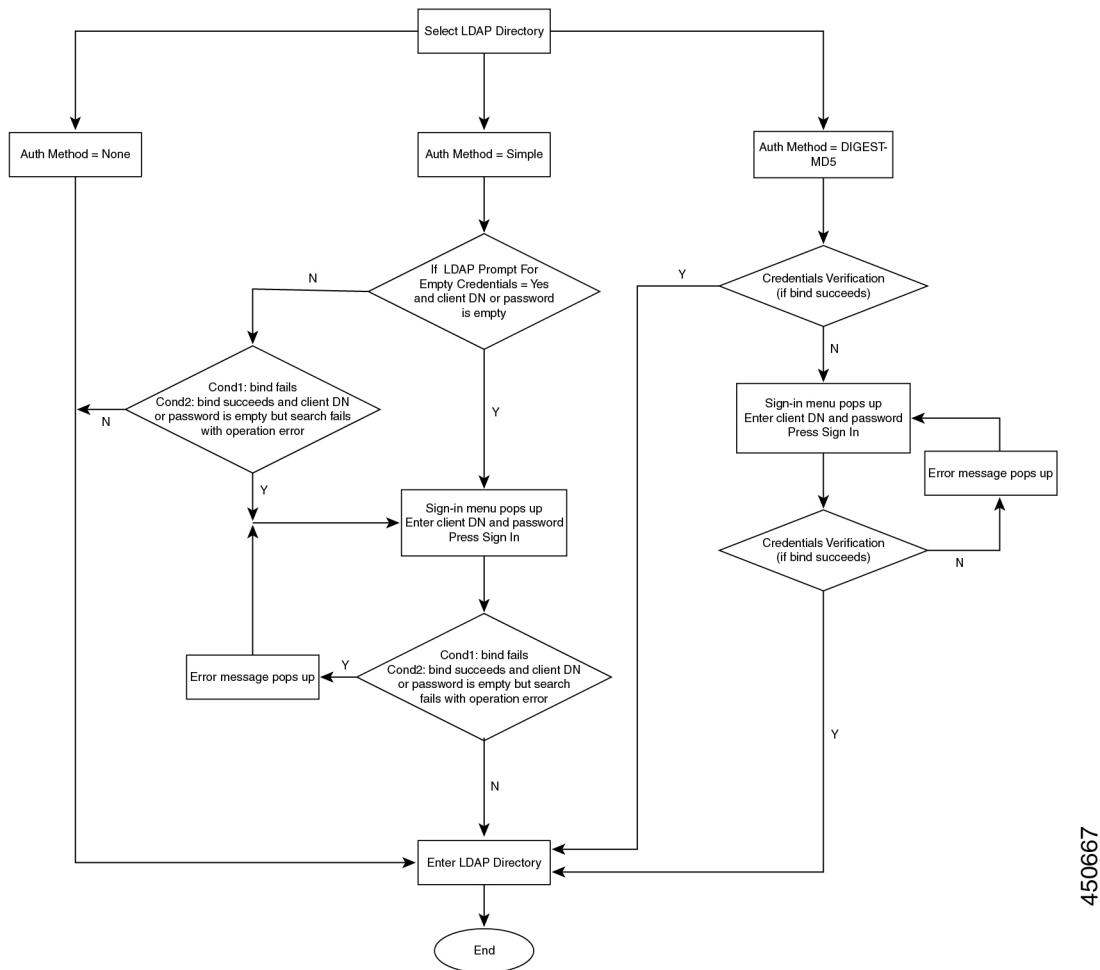 Select LDAP Directory
Auth Method = None
Auth Method = Simple
Auth Method = DIGEST-
MD5
If LDAP Prompt For
Empty Credentials = Yes
and client DN or password
is empty
N
Y
Credentials Verification
(if bind succeeds)
Y
N
Cond1: bind fails
Cond2: bind succeeds and client DN
or password is empty but search fails
with operation error
N
Y
Sign-in menu pops up
Enter client DN and password
Press Sign In
Sign-in menu pops up
Enter client DN and password
Press Sign In
Error message pops up
Credentials Verification
(if bind succeeds)
N
Y
Cond1: bind fails
Cond2: bind succeeds and client DN
or password is empty but search
fails with operation error
Y
N
Error message pops up
Enter LDAP Directory
End
450667